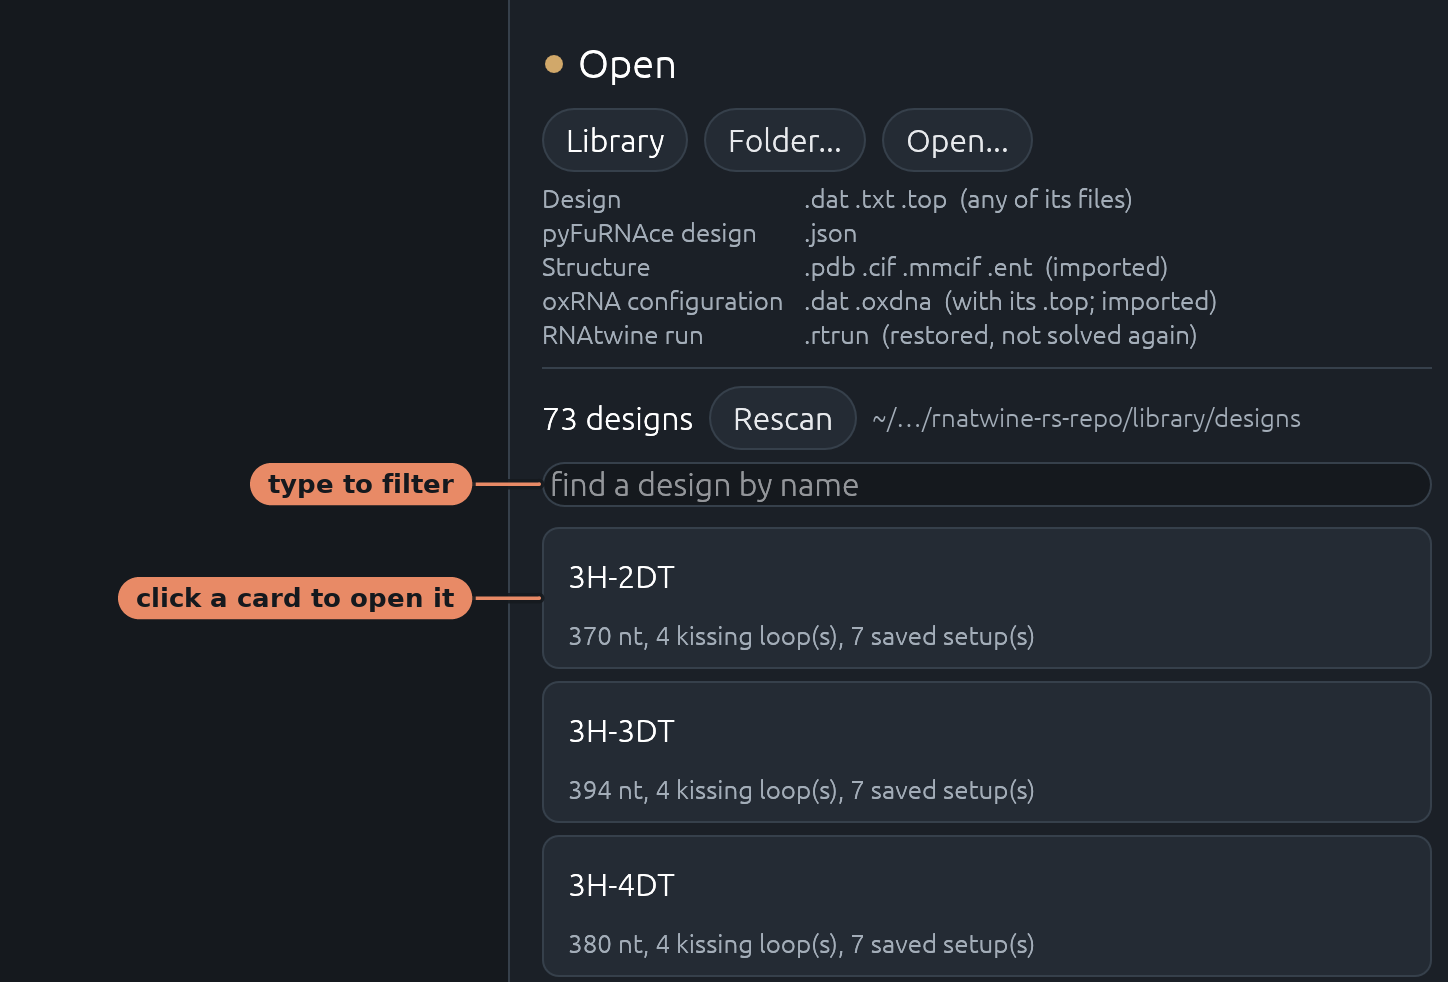 Open
Library Folder... Open...
Design .dat .txt .top (any of its files)
pyFuRNAce design .json
Structure .pdb .cif .mmcif .ent (imported)
oxRNA configuration .dat .oxdna (with its .top; imported)
RNAtwine run .rtrun (restored, not solved again)
73 designs Rescan ~/…/rnatwine-rs-repo/library/designs
type to filter find a design by name
3H-2DT
click a card to open it
370 nt, 4 kissing loop(s), 7 saved setup(s)
3H-3DT
394 nt, 4 kissing loop(s), 7 saved setup(s)
3H-4DT
380 nt, 4 kissing loop(s), 7 saved setup(s)